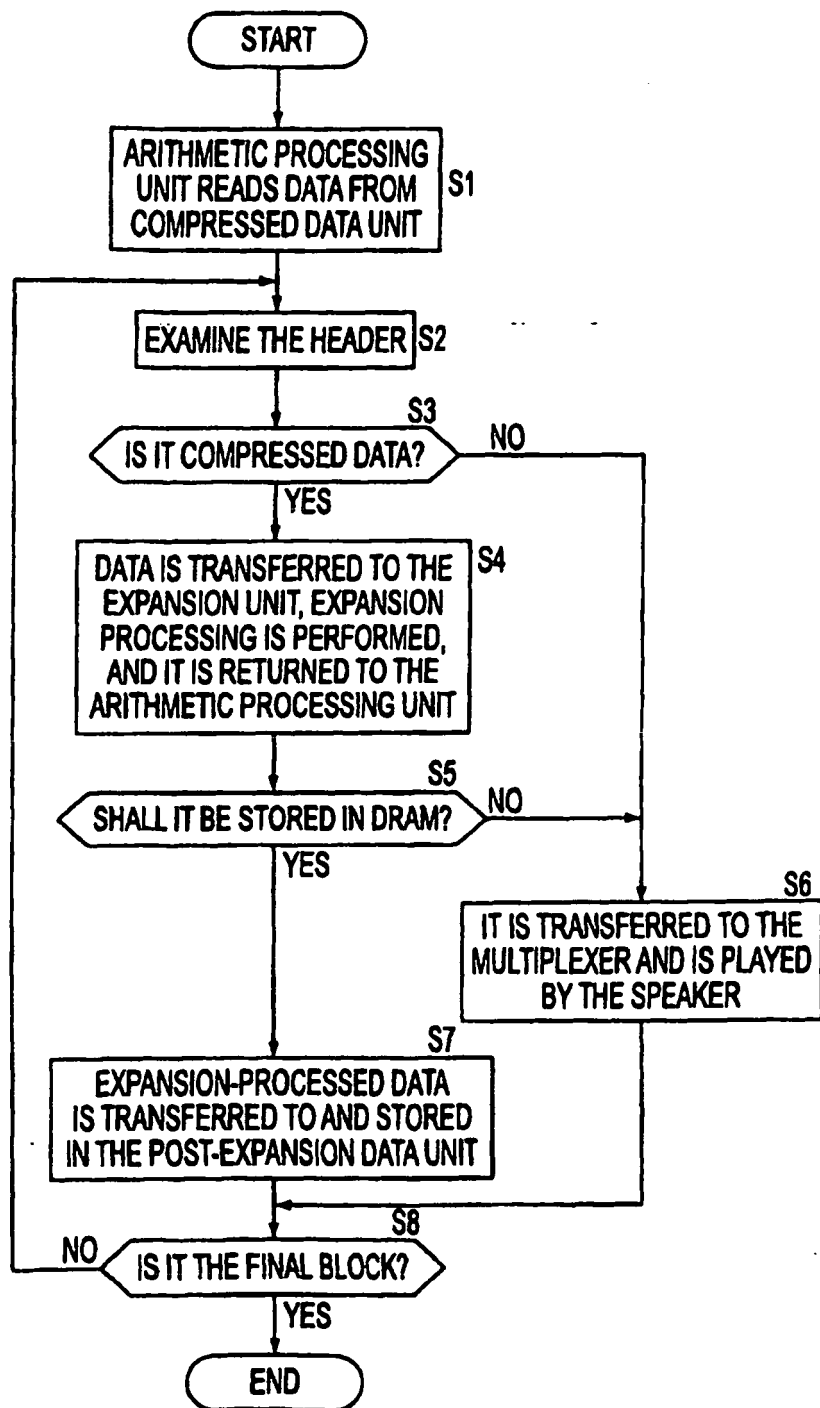 START
ARITHMETIC PROCESSING
UNIT READS DATA FROM
COMPRESSED DATA UNIT
S1
EXAMINE THE HEADER
S2
S3
IS IT COMPRESSED DATA?
NO
YES
S4
DATA IS TRANSFERRED TO THE
EXPANSION UNIT, EXPANSION
PROCESSING IS PERFORMED,
AND IT IS RETURNED TO THE
ARITHMETIC PROCESSING UNIT
S5
SHALL IT BE STORED IN DRAM?
NO
YES
S6
IT IS TRANSFERRED TO THE
MULTIPLEXER AND IS PLAYED
BY THE SPEAKER
S7
EXPANSION-PROCESSED DATA
IS TRANSFERRED TO AND STORED
IN THE POST-EXPANSION DATA UNIT
S8
NO
IS IT THE FINAL BLOCK?
YES
END